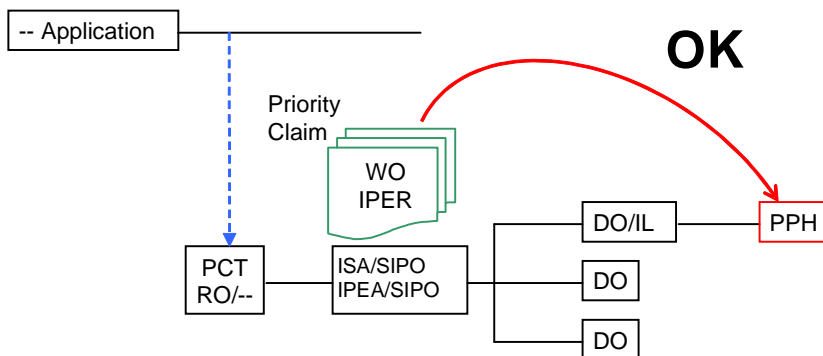 -- Application
OK
Priority
Claim
WO
IPER
DO/IL
PPH
PCT
RO/--
ISA/SIPO
IPEA/SIPO
DO
DO